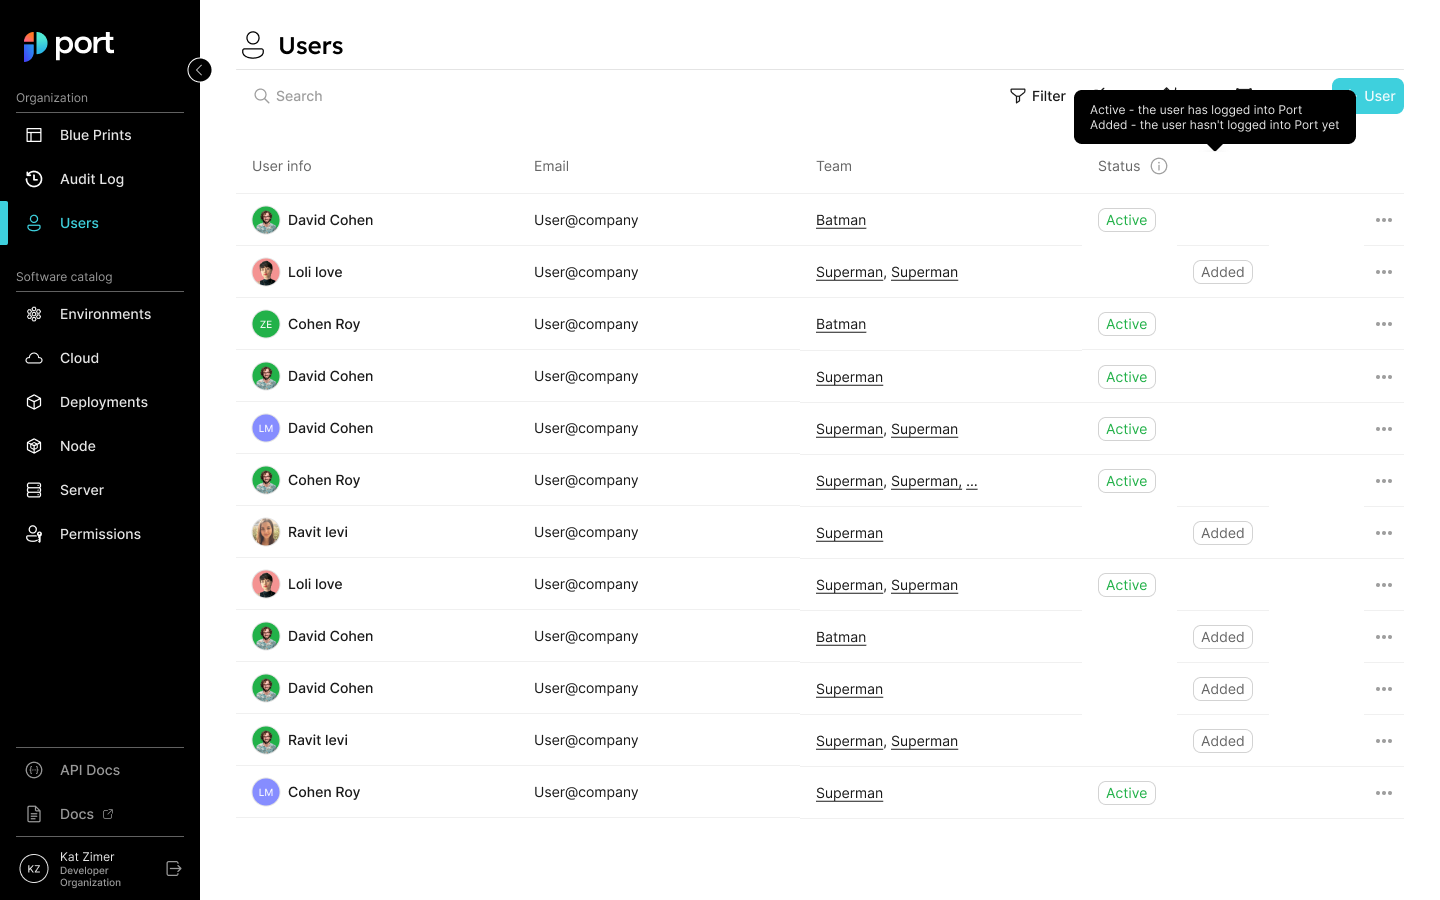 port
Organization
Blue Prints
Audit Log
Users
Software catalog
Environments
Cloud
Deployments
Node
Server
Permissions
API Docs
Docs
KZ
Kat Zimer
Developer
Organization
Users
Search
Filter
User
Active - the user has logged into Port
Added - the user hasn't logged into Port yet
User info Email Team Status
David Cohen User@company Batman Active
Loli love User@company Superman, Superman Added
ZE Cohen Roy User@company Batman Active
David Cohen User@company Superman Active
LM David Cohen User@company Superman, Superman Active
Cohen Roy User@company Superman, Superman, ... Active
Ravit levi User@company Superman Added
Loli love User@company Superman, Superman Active
David Cohen User@company Batman Added
David Cohen User@company Superman Added
Ravit levi User@company Superman, Superman Added
LM Cohen Roy User@company Superman Active